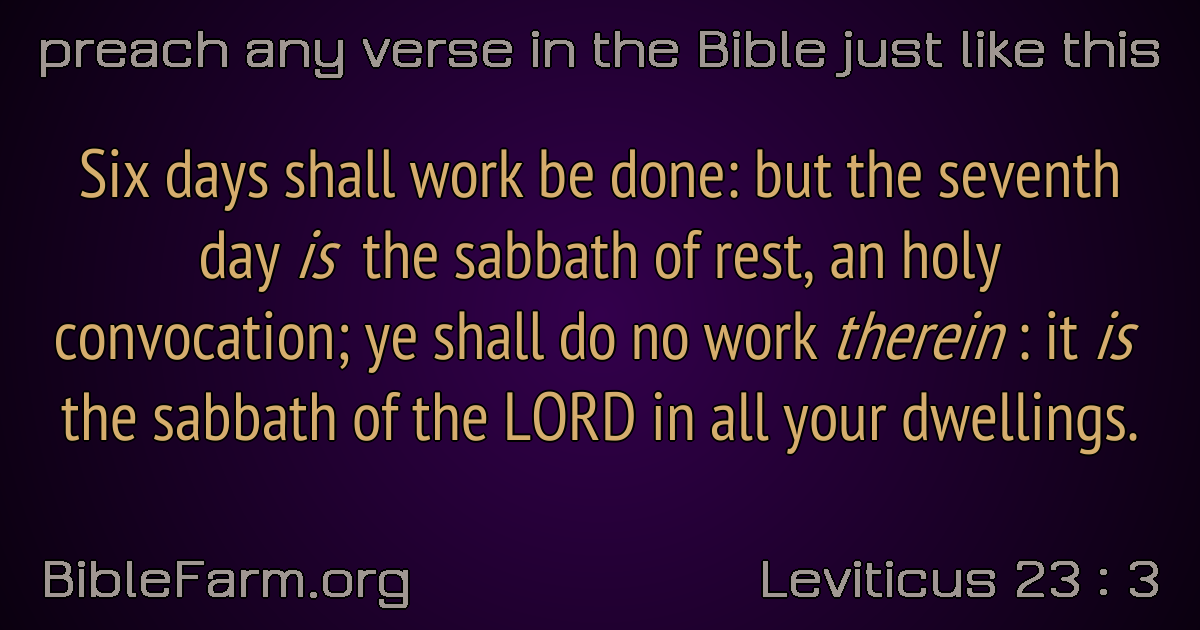 preach any verse in the Bible just like this
Six days shall work be done: but the seventh
day is the sabbath of rest, an holy
convocation; ye shall do no work therein : it is
the sabbath of the LORD in all your dwellings.
BibleFarm.org
Leviticus 23 : 3